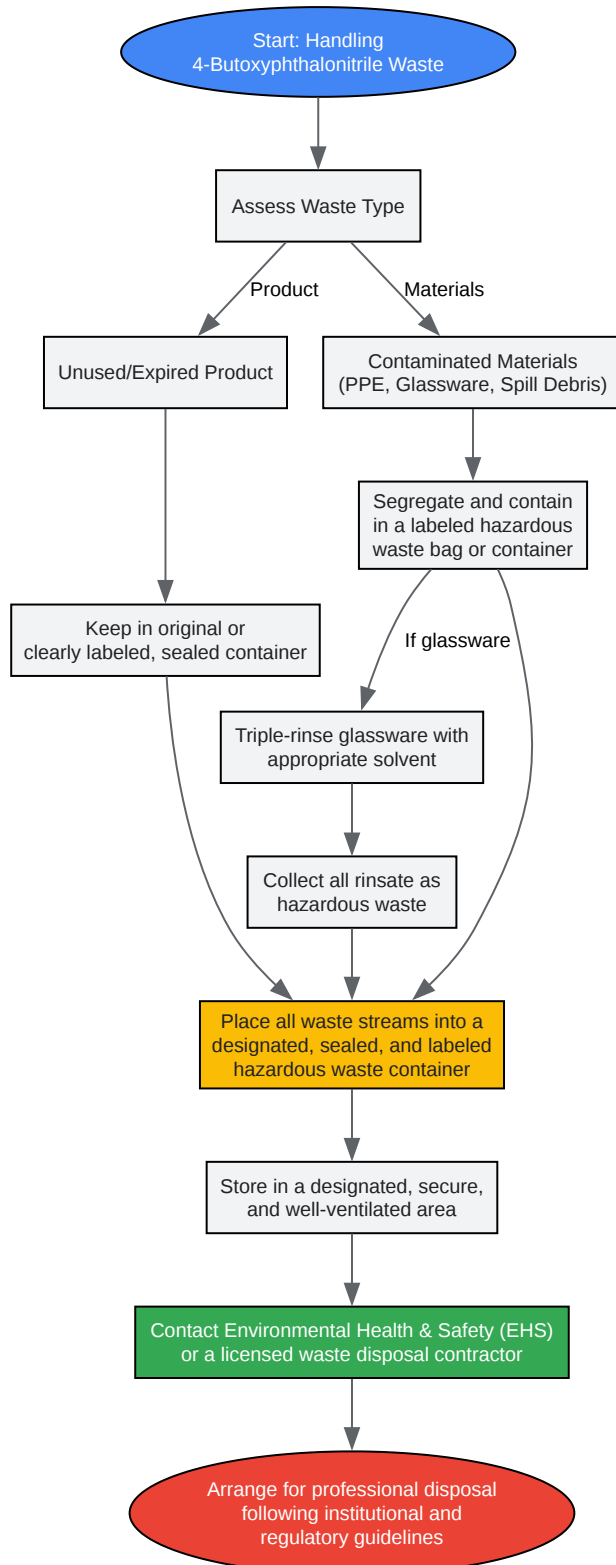 Start: Handling
4-Butoxyphthalonitrile Waste
Assess Waste Type
Product
Materials
Unused/Expired Product
Contaminated Materials
(PPE, Glassware, Spill Debris)
Segregate and contain
in a labeled hazardous
waste bag or container
Keep in original or
clearly labeled, sealed container
If glassware
Triple-rinse glassware with
appropriate solvent
Collect all rinsate as
hazardous waste
Place all waste streams into a
designated, sealed, and labeled
hazardous waste container
Store in a designated, secure,
and well-ventilated area
Contact Environmental Health & Safety (EHS)
or a licensed waste disposal contractor
Arrange for professional disposal
following institutional and
regulatory guidelines